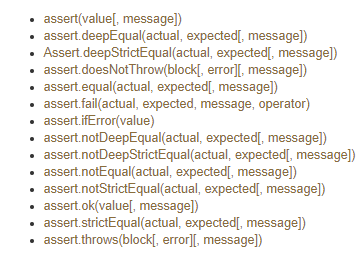 assert(value[, message])
assert.deepEqual(actual, expected[, message])
Assert.deepStrictEqual(actual, expected[, message])
assert.doesNotThrow(block[, error][, message])
assert.equal(actual, expected[, message])
assert.fail(actual, expected, message, operator)
assert.ifError(value)
assert.notDeepEqual(actual, expected[, message])
assert.notDeepStrictEqual(actual, expected[, message])
assert.notEqual(actual, expected[, message])
assert.notStrictEqual(actual, expected[, message])
assert.ok(value[, message])
assert.strictEqual(actual, expected[, message])
assert.throws(block[, error][, message])